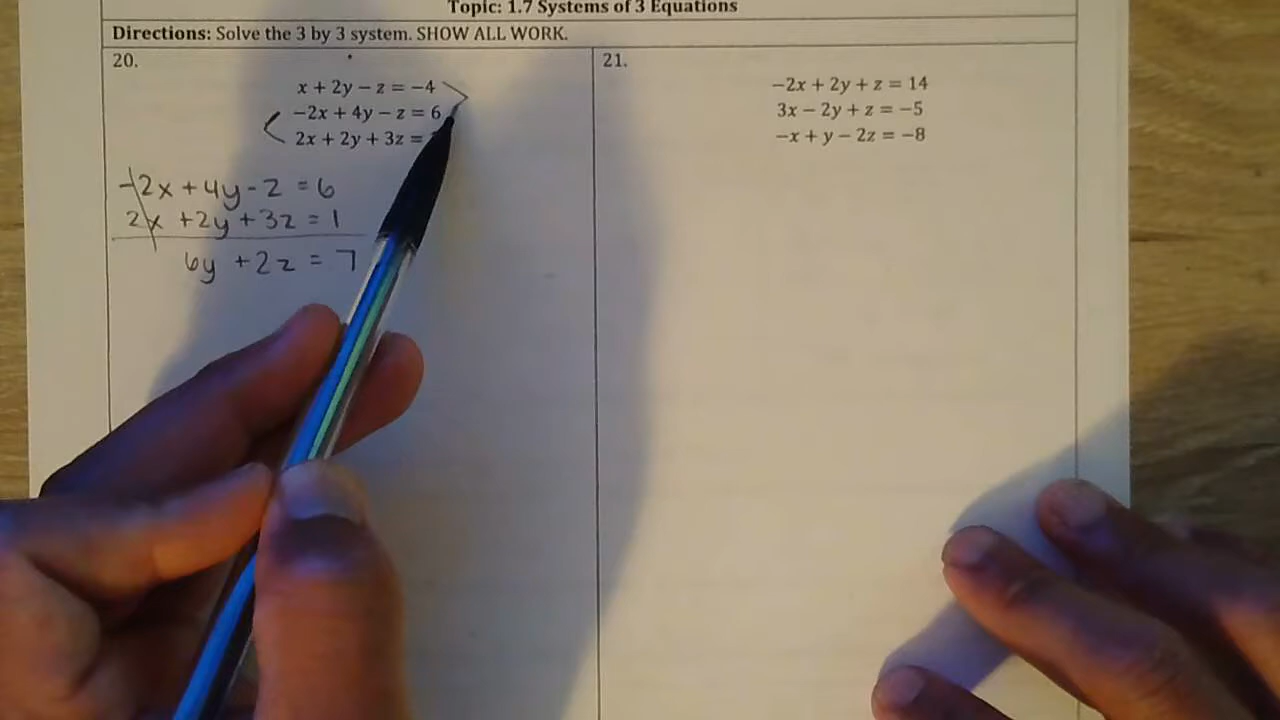 Topic: 1.7 Systems of 3 Equations
Directions: Solve the 3 by 3 system. SHOW ALL WORK.
20.
x + 2y − z = −4
−2x + 4y − z = 6
2x + 2y + 3z =
-2x + 4y - z = 6
2x + 2y + 3z = 1
6y + 2z = 7
21.
−2x + 2y + z = 14
3x − 2y + z = −5
−x + y − 2z = −8